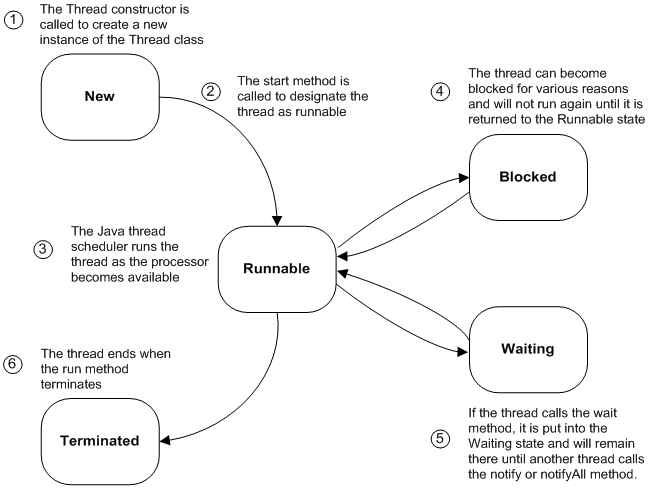 1
The Thread constructor is
called to create a new
instance of the Thread class
New
2
The start method is
called to designate the
thread as runnable
4
The thread can become
blocked for various reasons
and will not run again until it is
returned to the Runnable state
Blocked
3
The Java thread
scheduler runs the
thread as the processor
becomes available
Runnable
Waiting
6
The thread ends when
the run method
terminates
Terminated
5
If the thread calls the wait
method, it is put into the
Waiting state and will remain
there until another thread calls
the notify or notifyAll method.